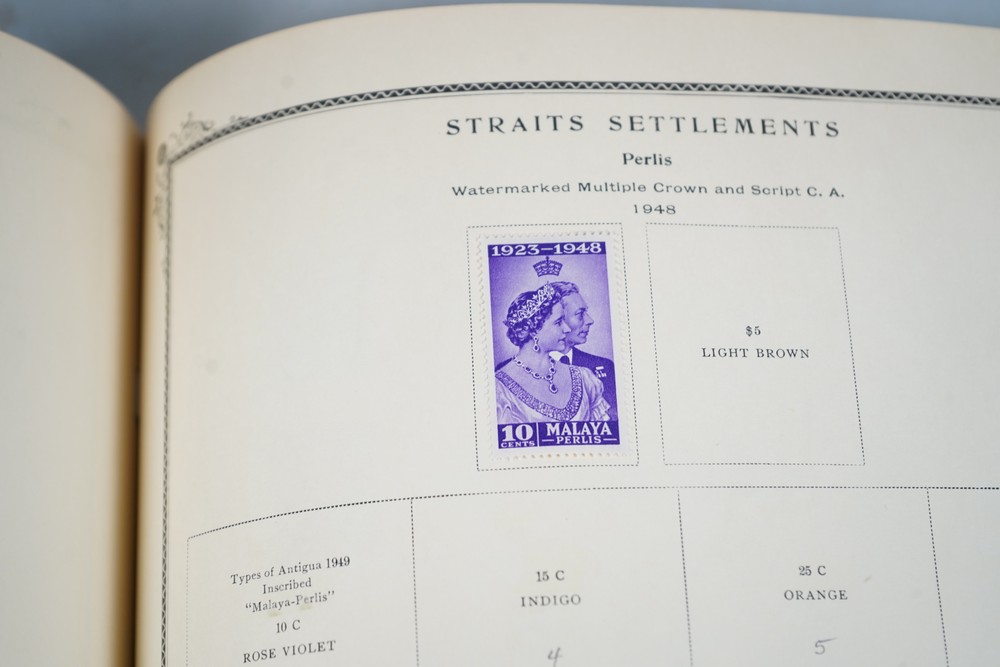 STRAITS SETTLEMENTS
Perlis
Watermarked Multiple Crown and Script C. A.
1948
1923-1948
10 CENTS
MALAYA
PERLIS
$5
LIGHT BROWN
Types of Antigua 1949
Inscribed
"Malaya-Perlis"
10 C
ROSE VIOLET
15 C
INDIGO
4
25 C
ORANGE
5